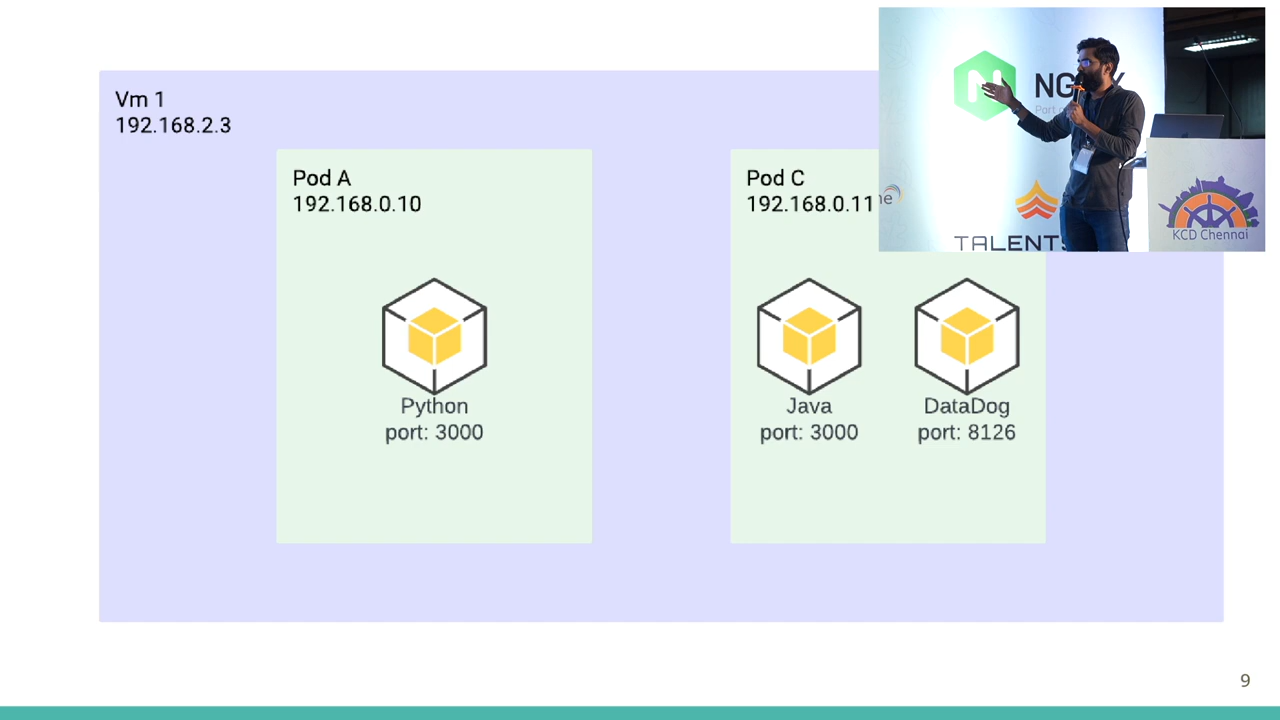 Vm 1
192.168.2.3
Pod A
192.168.0.10
Pod C
192.168.0.11
Python
port: 3000
Java
port: 3000
DataDog
port: 8126
KCD Chennai
9